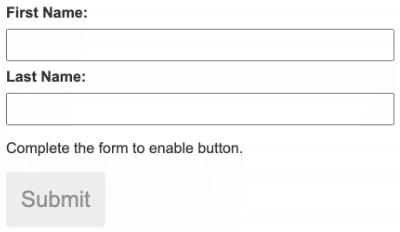 First Name:
Last Name:
Complete the form to enable button.
Submit